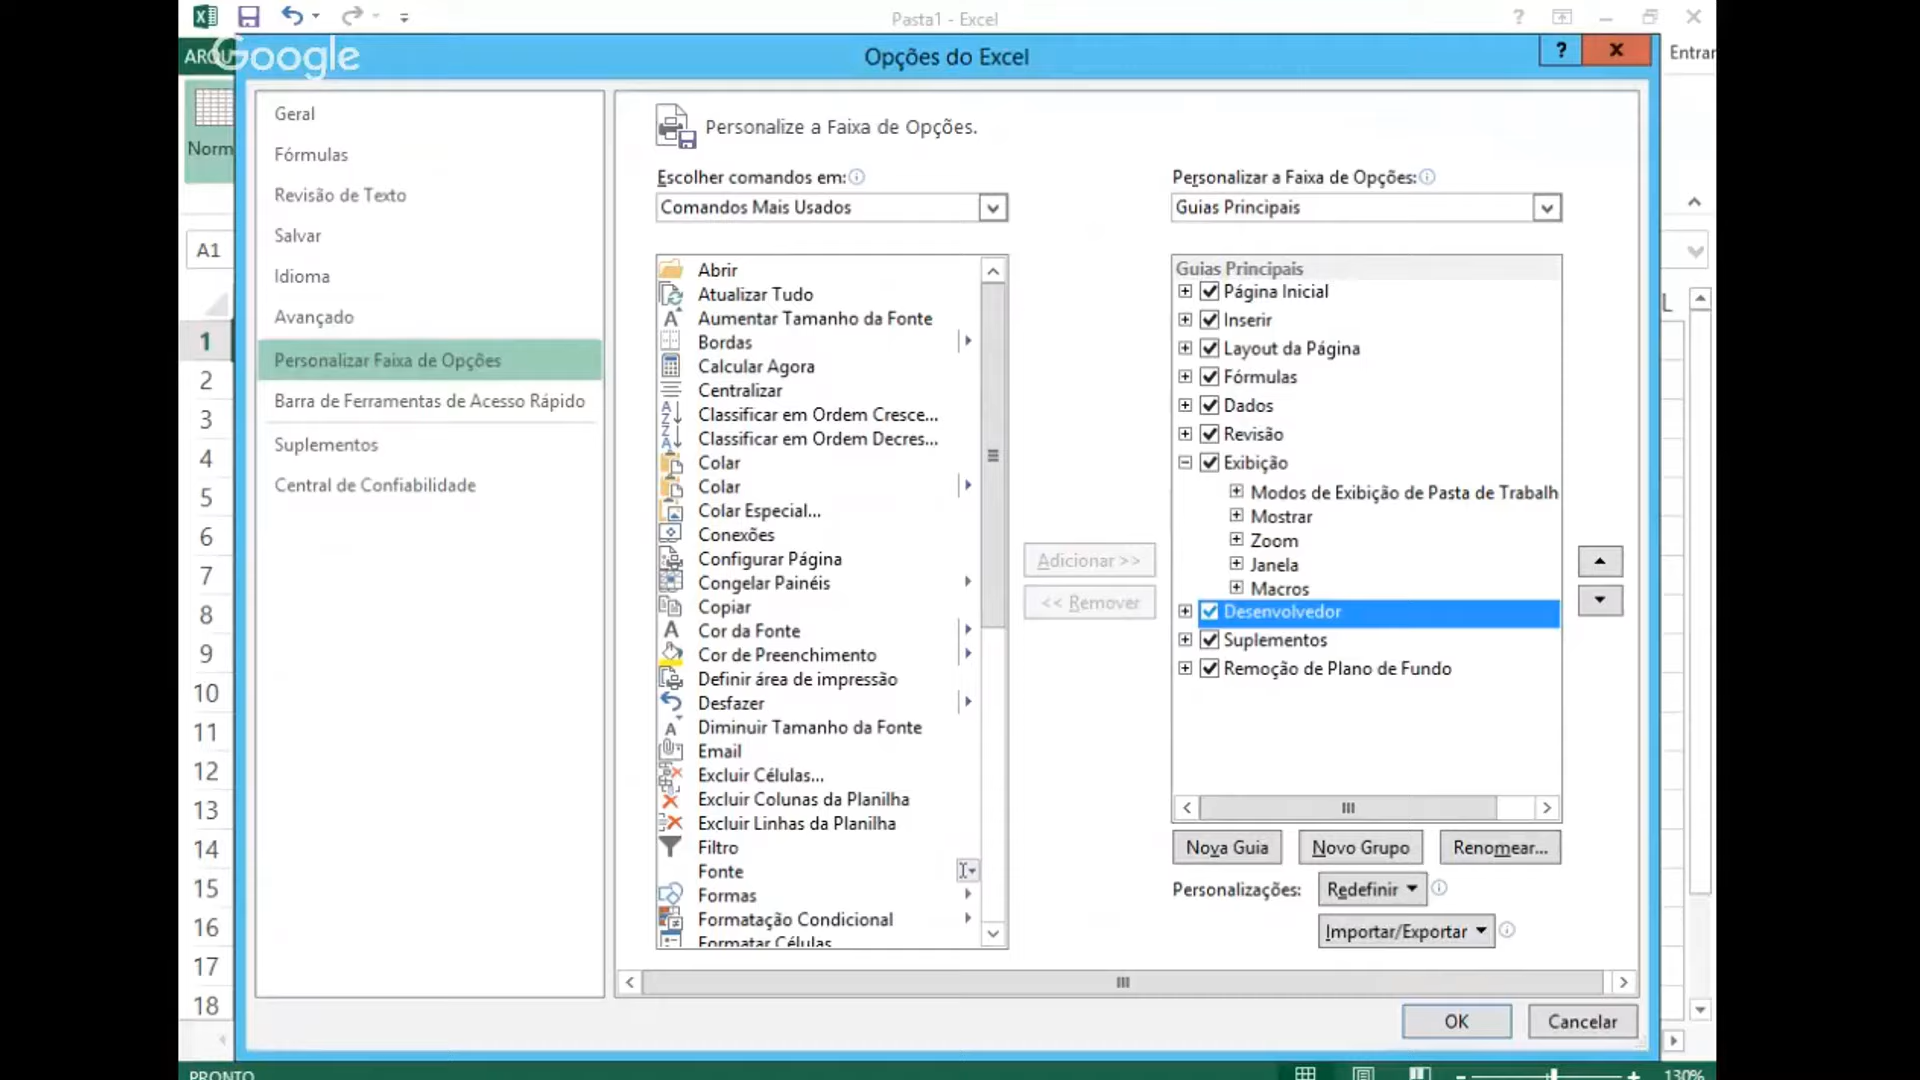 Pasta1 - Excel
?
Google
Opções do Excel
?
Entrar
Norm
A1
L
1
2
3
4
5
6
7
8
9
10
11
12
13
14
15
16
17
18
Geral
Fórmulas
Revisão de Texto
Salvar
Idioma
Avançado
Personalizar Faixa de Opções
Barra de Ferramentas de Acesso Rápido
Suplementos
Central de Confiabilidade
Personalize a Faixa de Opções.
Escolher comandos em:
Comandos Mais Usados
Abrir
Atualizar Tudo
Aumentar Tamanho da Fonte
Bordas
Calcular Agora
Centralizar
Classificar em Ordem Cresce...
Classificar em Ordem Decres...
Colar
Colar
Colar Especial...
Conexões
Configurar Página
Congelar Painéis
Copiar
Cor da Fonte
Cor de Preenchimento
Definir área de impressão
Desfazer
Diminuir Tamanho da Fonte
Email
Excluir Células...
Excluir Colunas da Planilha
Excluir Linhas da Planilha
Filtro
Fonte
Formas
Formatação Condicional
Formatar Células
Adicionar >>
<< Remover
Personalizar a Faixa de Opções:
Guias Principais
Guias Principais
Página Inicial
Inserir
Layout da Página
Fórmulas
Dados
Revisão
Exibição
Modos de Exibição de Pasta de Trabalh
Mostrar
Zoom
Janela
Macros
Desenvolvedor
Suplementos
Remoção de Plano de Fundo
Nova Guia
Novo Grupo
Renomear...
Personalizações:
Redefinir
Importar/Exportar
OK
Cancelar
PRONTO
130%